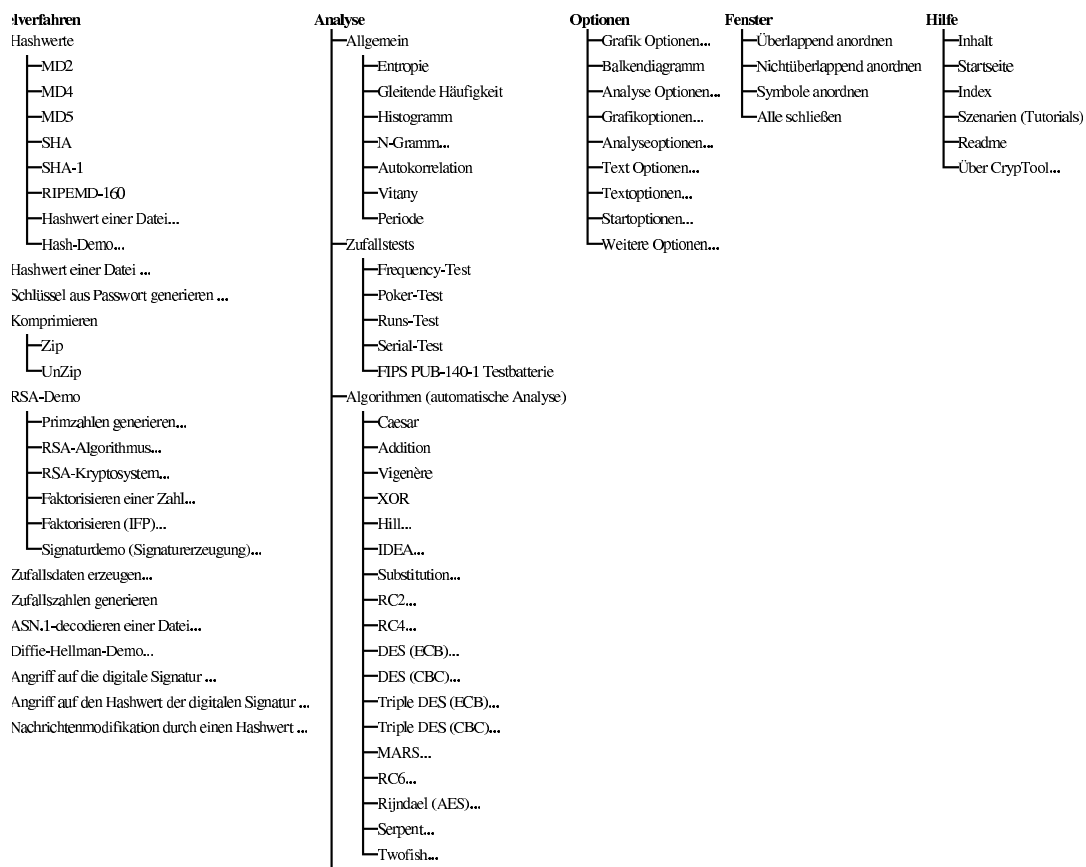 elverfahren
Hashwerte
MD2
MD4
MD5
SHA
SHA-1
RIPEMD-160
Hashwert einer Datei...
Hash-Demo...
Hashwert einer Datei ...
Schlüssel aus Passwort generieren ...
Komprimieren
Zip
UnZip
RSA-Demo
Primzahlen generieren...
RSA-Algorithmus...
RSA-Kryptosystem...
Faktorisieren einer Zahl...
Faktorisieren (IFP)...
Signaturdemo (Signaturerzeugung)...
Zufallsdaten erzeugen...
Zufallszahlen generieren
ASN.1-decodieren einer Datei...
Diffie-Hellman-Demo...
Angriff auf die digitale Signatur ...
Angriff auf den Hashwert der digitalen Signatur ...
Nachrichtenmodifikation durch einen Hashwert ...
Analyse
Allgemein
Entropie
Gleitende Häufigkeit
Histogramm
N-Gramm...
Autokorrelation
Vitany
Periode
Zufallstests
Frequency-Test
Poker-Test
Runs-Test
Serial-Test
FIPS PUB-140-1 Testbatterie
Algorithmen (automatische Analyse)
Caesar
Addition
Vigenère
XOR
Hill...
IDEA...
Substitution...
RC2...
RC4...
DES (ECB)...
DES (CBC)...
Triple DES (ECB)...
Triple DES (CBC)...
MARS...
RC6...
Rijndael (AES)...
Serpent...
Twofish...
Optionen
Grafik Optionen...
Balkendiagramm
Analyse Optionen...
Grafikoptionen...
Analyseoptionen...
Text Optionen...
Textoptionen...
Startoptionen...
Weitere Optionen...
Fenster
Überlappend anordnen
Nichtüberlappend anordnen
Symbole anordnen
Alle schließen
Hilfe
Inhalt
Startseite
Index
Szenarien (Tutorials)
Readme
Über CrypTool...